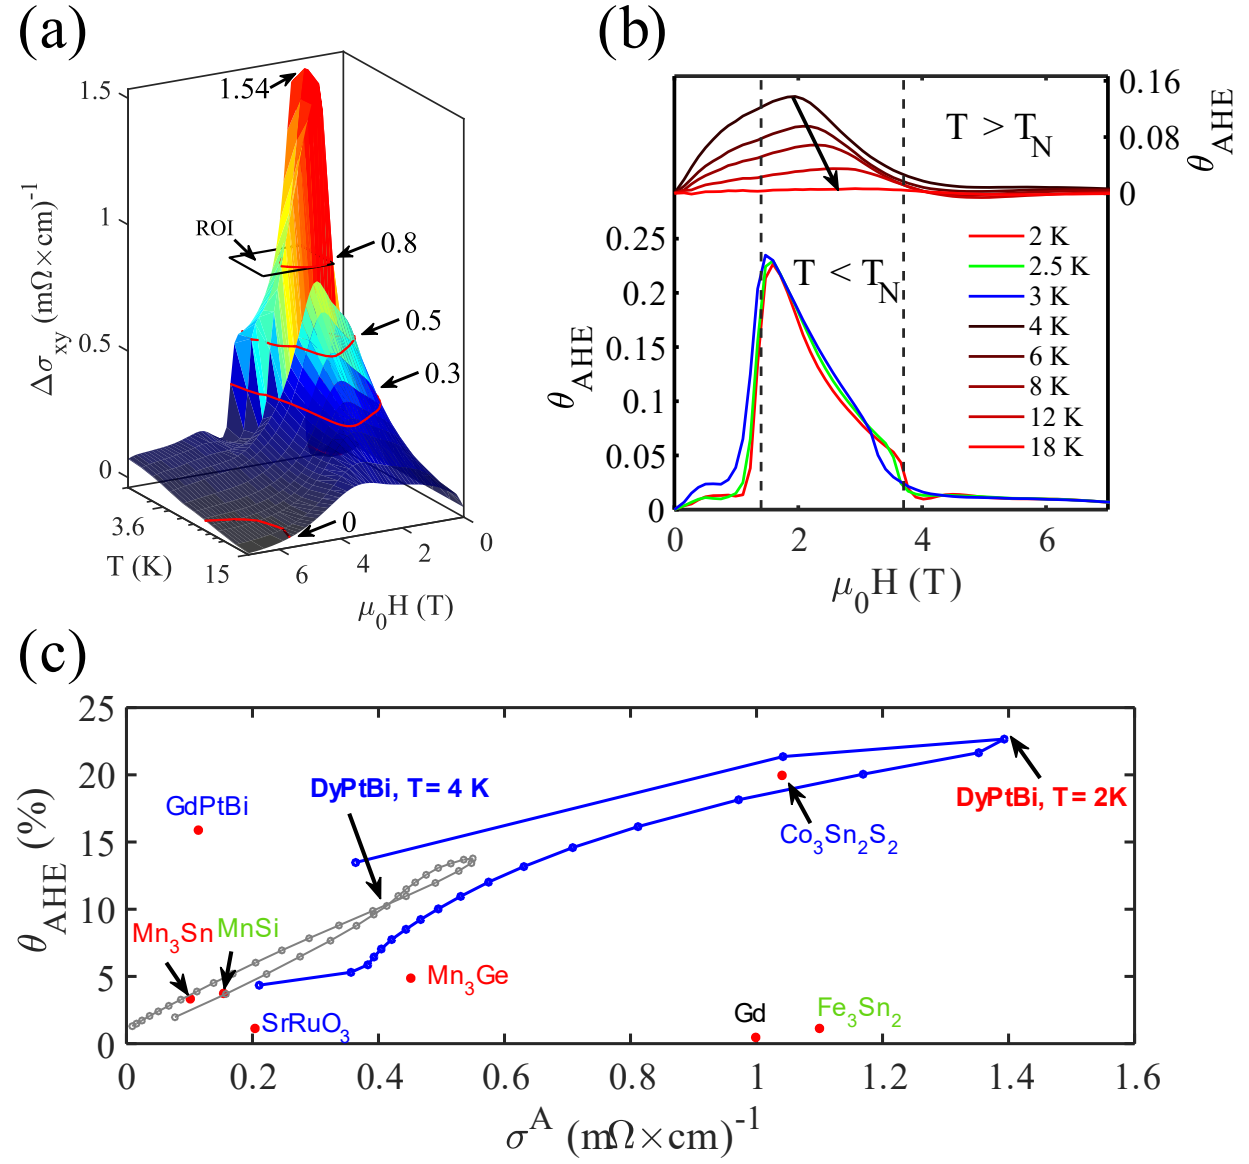 (a)
1.5
1
0.5
0
Δσxy (mΩ×cm)-1
1.54
ROI
0.8
0.5
0.3
0
3.6
15
T (K)
6
4
2
0
μ0H (T)
(b)
T > TN
0.16
0.08
0
θAHE
0.25
0.2
0.15
0.1
0.05
0
θAHE
T < TN
2 K
2.5 K
3 K
4 K
6 K
8 K
12 K
18 K
0 2 4 6
μ0H (T)
(c)
25
20
15
10
5
0
θAHE (%)
GdPtBi
DyPtBi, T= 4 K
DyPtBi, T= 2K
Co3Sn2S2
Mn3Sn
MnSi
Mn3Ge
SrRuO3
Gd
Fe3Sn2
0 0.2 0.4 0.6 0.8 1 1.2 1.4 1.6
σA (mΩ×cm)-1